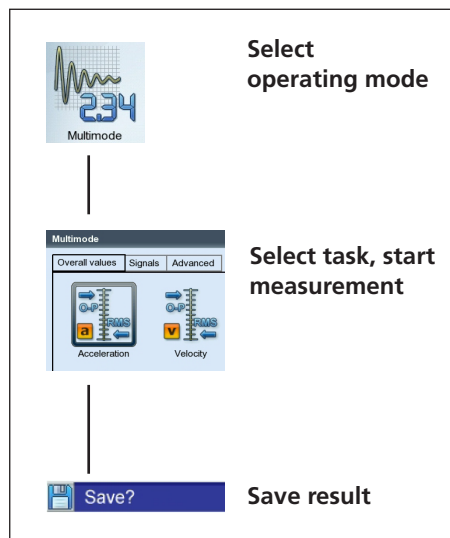 Select
operating mode
2.34
Multimode
Multimode
Overall values Signals Advanced
Select task, start
measurement
O-P O-P
a RMS v RMS
Acceleration Velocity
Save? Save result